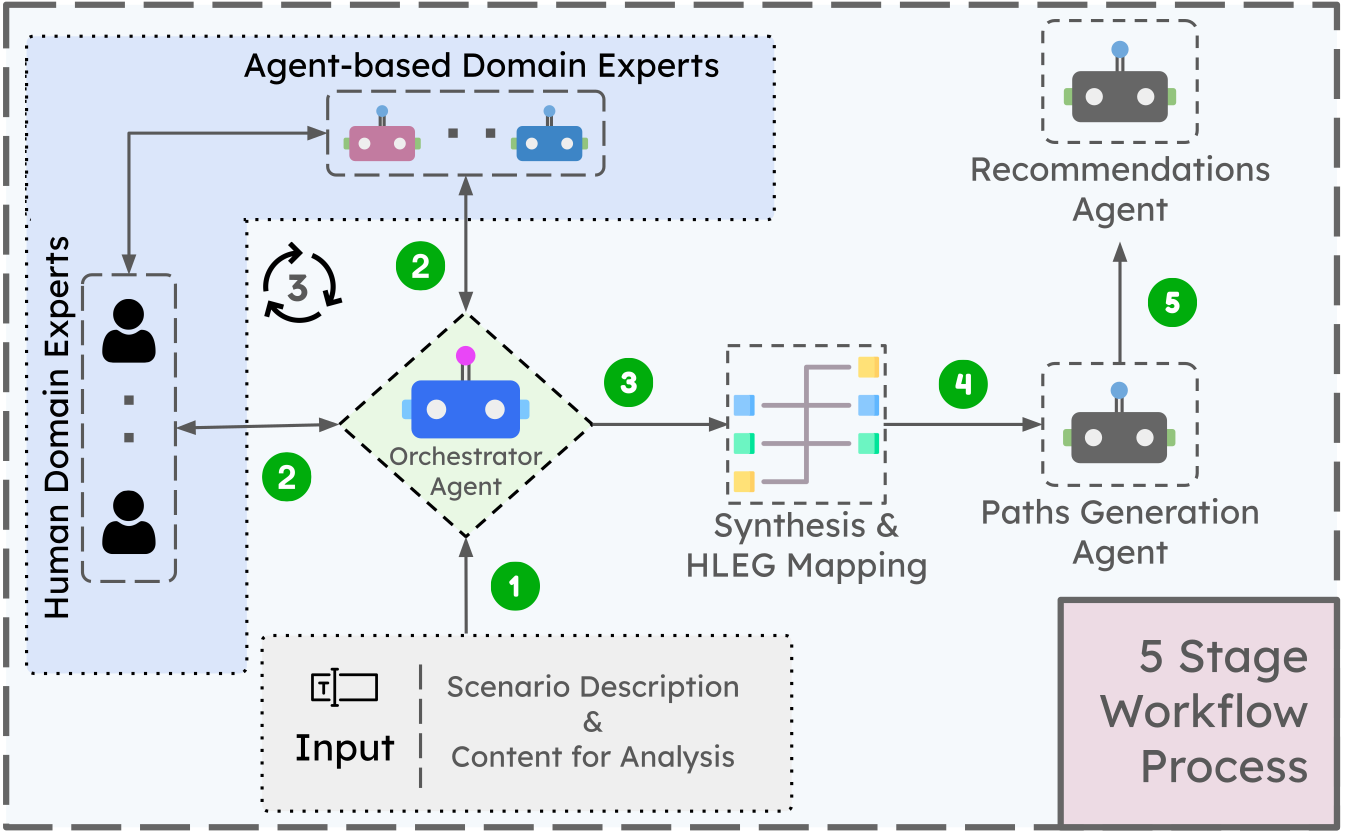 Agent-based Domain Experts
Human Domain Experts
3
2
2
Orchestrator
Agent
1
Input
Scenario Description
&
Content for Analysis
3
Synthesis &
HLEG Mapping
4
Paths Generation
Agent
5
Recommendations
Agent
5 Stage
Workflow
Process
T